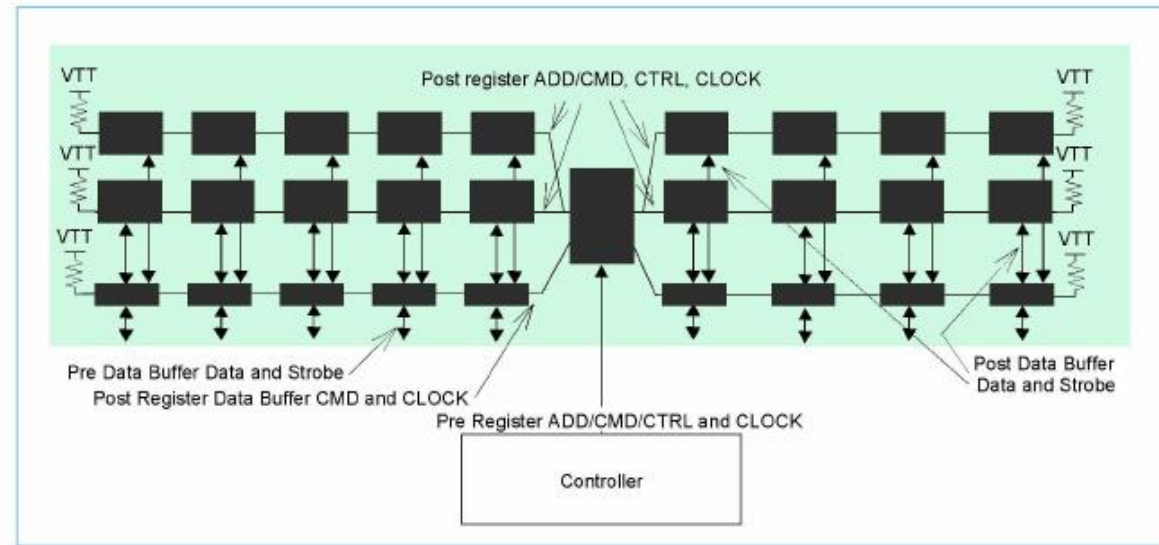 VTT
Post register ADD/CMD, CTRL, CLOCK
VTT
VTT
VTT
VTT
VTT
Pre Data Buffer Data and Strobe
Post Register Data Buffer CMD and CLOCK
Post Data Buffer
Data and Strobe
Pre Register ADD/CMD/CTRL and CLOCK
Controller